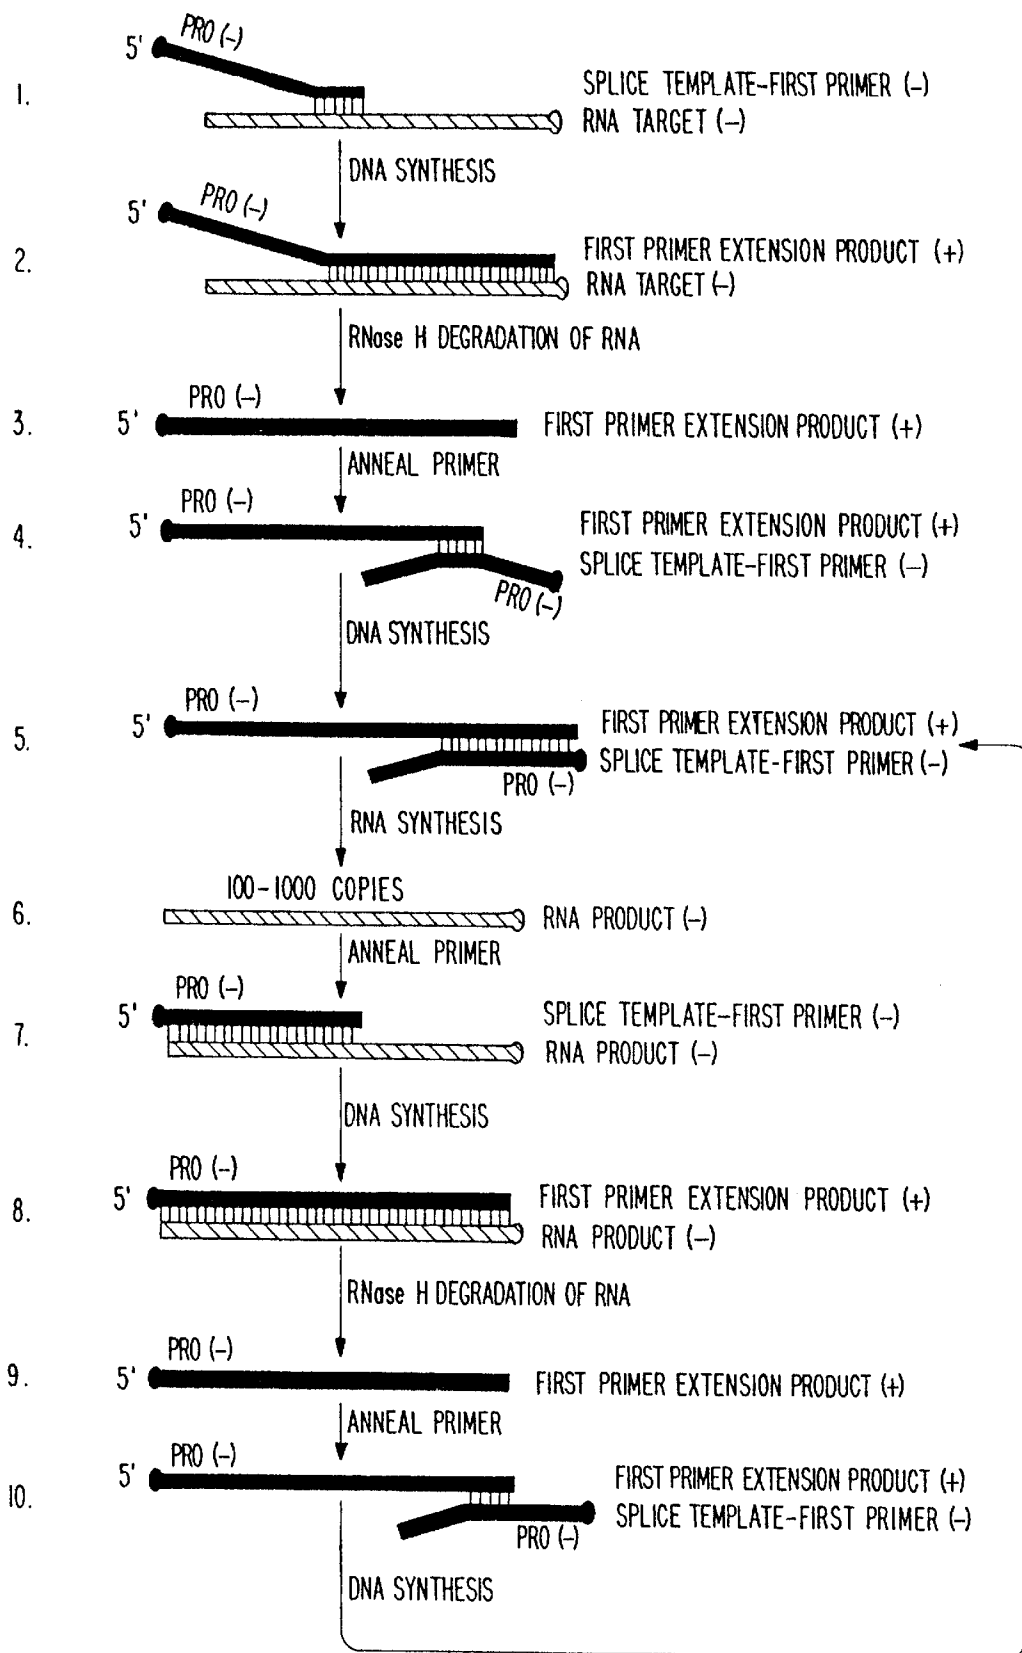 5' PRO (-)
1.
SPLICE TEMPLATE-FIRST PRIMER (-)
RNA TARGET (-)
DNA SYNTHESIS
5' PRO (-)
2.
FIRST PRIMER EXTENSION PRODUCT (+)
RNA TARGET (-)
RNase H DEGRADATION OF RNA
PRO (-)
3. 5' FIRST PRIMER EXTENSION PRODUCT (+)
ANNEAL PRIMER
PRO (-)
5' FIRST PRIMER EXTENSION PRODUCT (+)
4.
SPLICE TEMPLATE-FIRST PRIMER (-)
PRO (-)
DNA SYNTHESIS
PRO (-)
5' FIRST PRIMER EXTENSION PRODUCT (+)
5.
SPLICE TEMPLATE-FIRST PRIMER (-)
PRO (-)
RNA SYNTHESIS
100-1000 COPIES
6. RNA PRODUCT (-)
ANNEAL PRIMER
PRO (-)
5' SPLICE TEMPLATE-FIRST PRIMER (-)
7.
RNA PRODUCT (-)
DNA SYNTHESIS
PRO (-)
5' FIRST PRIMER EXTENSION PRODUCT (+)
8.
RNA PRODUCT (-)
RNase H DEGRADATION OF RNA
PRO (-)
9. 5' FIRST PRIMER EXTENSION PRODUCT (+)
ANNEAL PRIMER
PRO (-)
5' FIRST PRIMER EXTENSION PRODUCT (+)
10.
SPLICE TEMPLATE-FIRST PRIMER (-)
PRO (-)
DNA SYNTHESIS